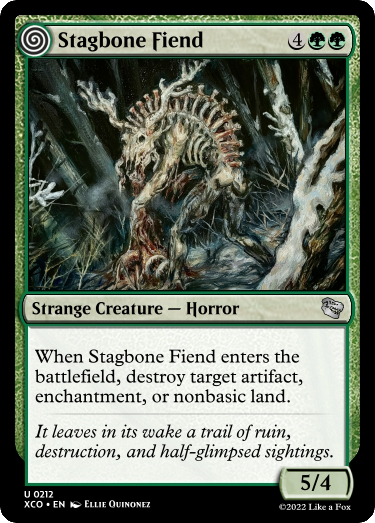 Stagbone Fiend 4
Strange Creature — Horror
When Stagbone Fiend enters the
battlefield, destroy target artifact,
enchantment, or nonbasic land.
It leaves in its wake a trail of ruin,
destruction, and half-glimpsed sightings.
5/4
U 0212
XCO • EN Ellie Quinonez
©2022 Like a Fox